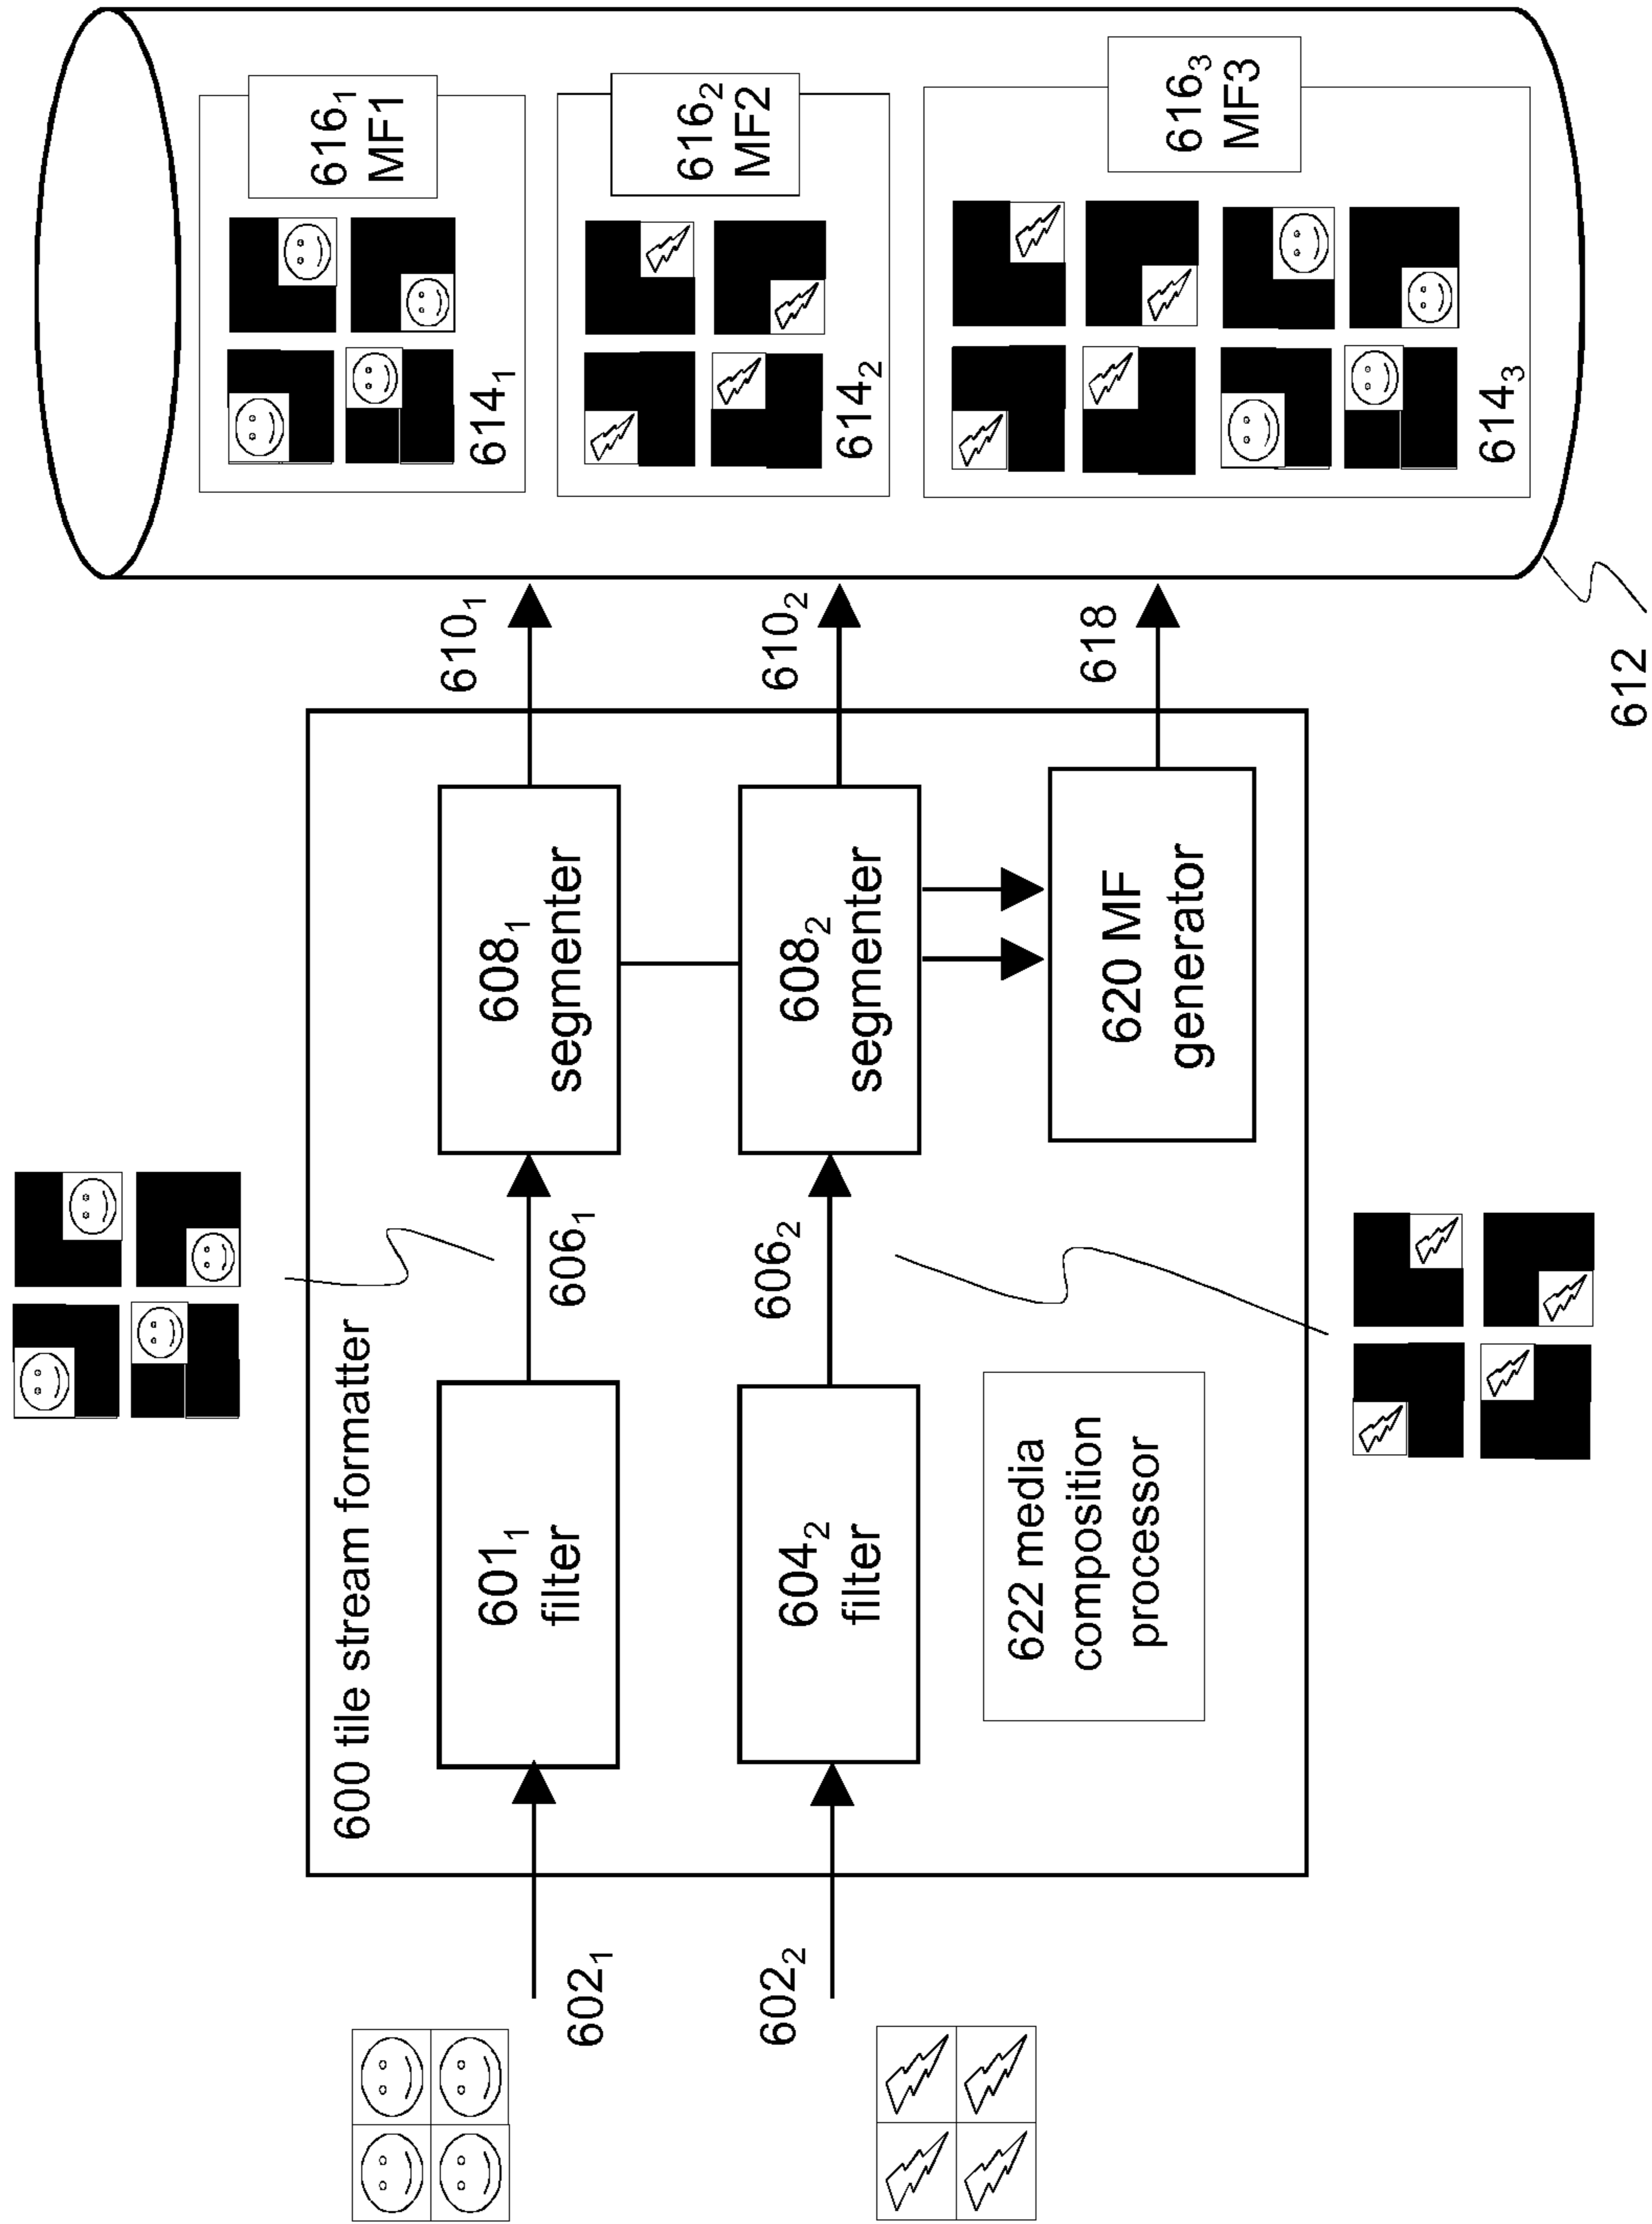 600 tile stream formatter
602₁
601₁
filter
606₁
608₁
segmenter
610₁
602₂
604₂
filter
606₂
608₂
segmenter
610₂
622 media
composition
processor
620 MF
generator
618
612
616₁
MF1
614₁
616₂
MF2
614₂
616₃
MF3
614₃